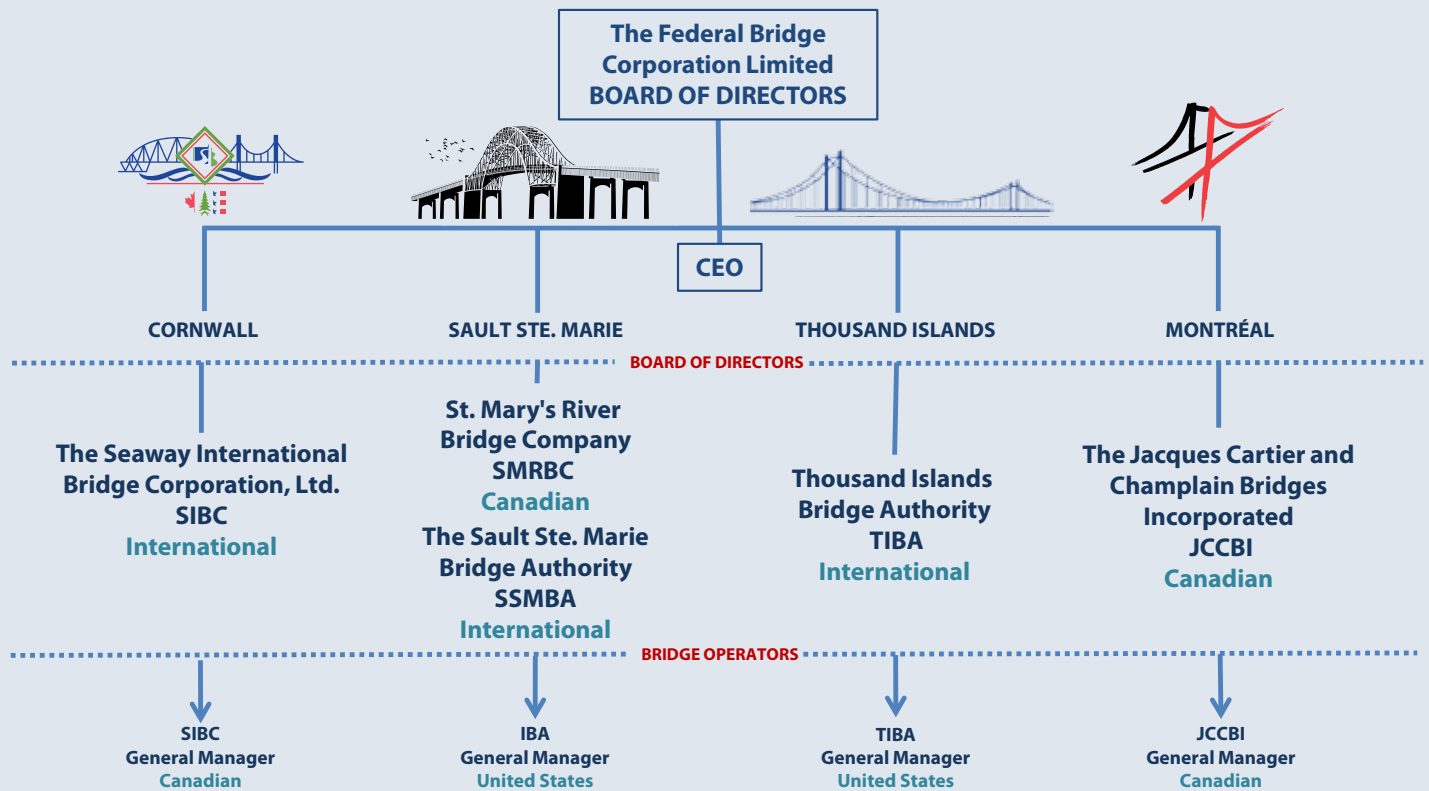 The Federal Bridge
Corporation Limited
BOARD OF DIRECTORS
CEO
CORNWALL
SAULT STE. MARIE
THOUSAND ISLANDS
MONTRÉAL
BOARD OF DIRECTORS
The Seaway International
Bridge Corporation, Ltd.
SIBC
International
St. Mary's River
Bridge Company
SMRBC
Canadian
The Sault Ste. Marie
Bridge Authority
SSMBA
International
Thousand Islands
Bridge Authority
TIBA
International
The Jacques Cartier and
Champlain Bridges
Incorporated
JCCBI
Canadian
BRIDGE OPERATORS
SIBC
General Manager
Canadian
IBA
General Manager
United States
TIBA
General Manager
United States
JCCBI
General Manager
Canadian